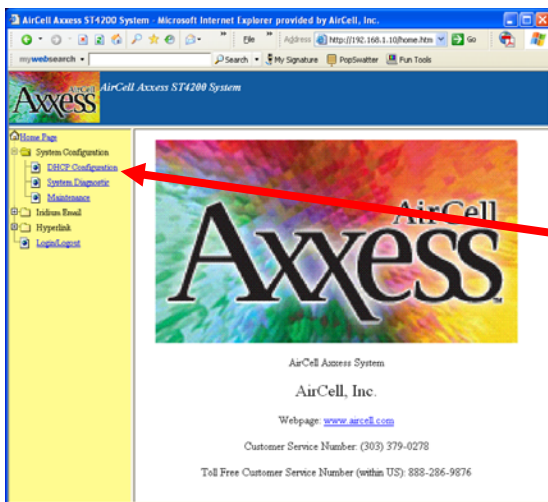 AirCell Axxess ST4200 System - Microsoft Internet Explorer provided by AirCell, Inc.
File
Address http://192.168.1.10/home.htm Go
mywebsearch Search My Signature PopSwatter Fun Tools
AirCell
Axxess
AirCell Axxess ST4200 System
Home Page
System Configuration
DHCP Configuration
System Diagnostic
Maintenance
Iridium Email
Hyperlink
Login/Logout
AirCell
Axxess
AirCell Axxess System
AirCell, Inc.
Webpage: www.aircell.com
Customer Service Number: (303) 379-0278
Toll Free Customer Service Number (within US): 888-286-9876